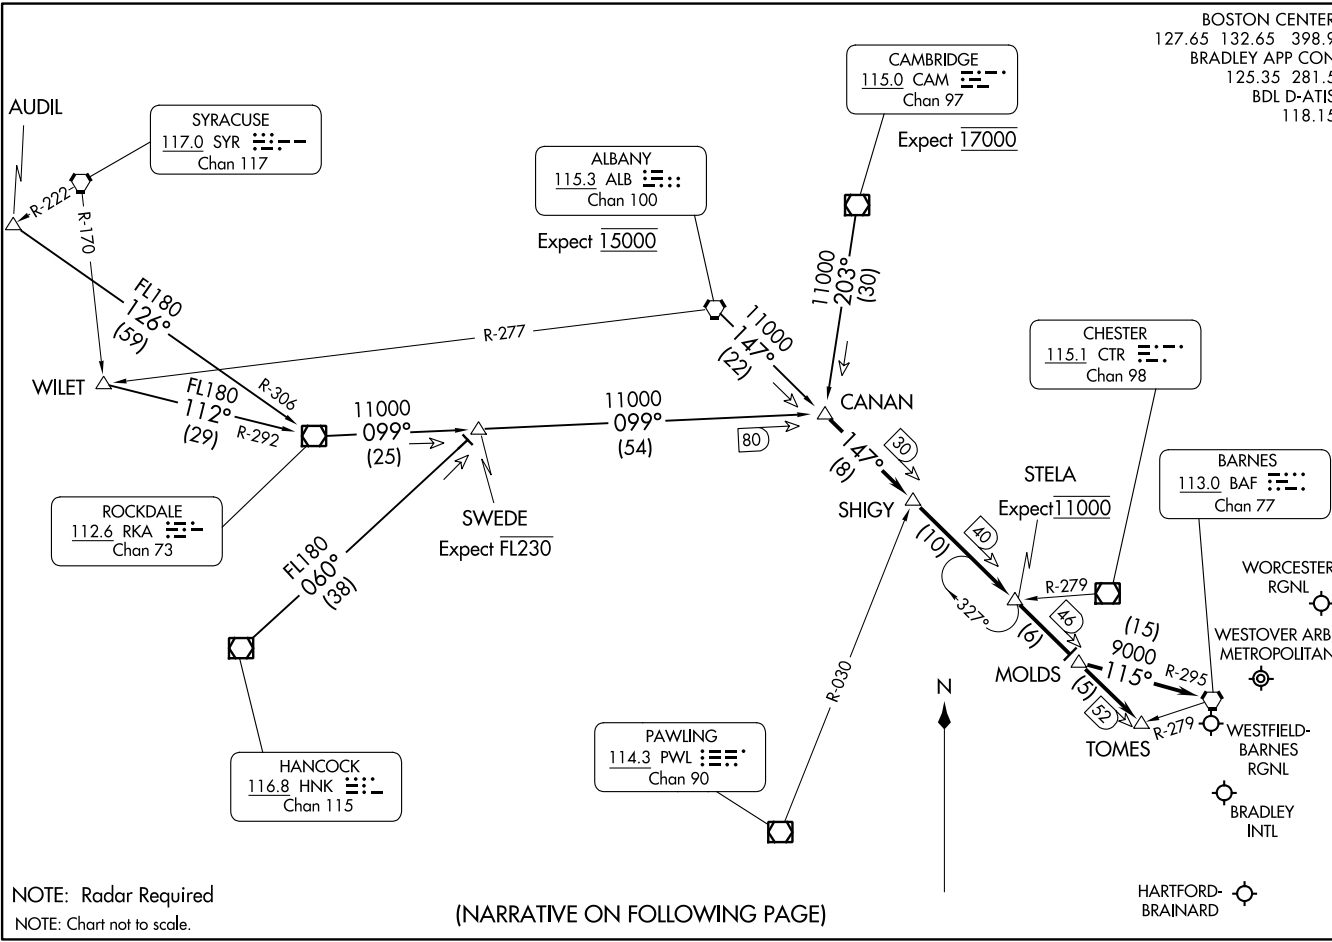 BOSTON CENTER
127.65 132.65 398.9
BRADLEY APP CON
125.35 281.5
BDL D-ATIS
118.15
CAMBRIDGE
115.0 CAM
Chan 97
Expect 17000
AUDIL
SYRACUSE
117.0 SYR
Chan 117
ALBANY
115.3 ALB
Chan 100
Expect 15000
R-222
R-170
11000
203°
(30)
FL180
126°
(59)
R-277
11000
147°
(22)
CHESTER
115.1 CTR
Chan 98
WILET
FL180
112°
(29)
R-306
R-292
11000
099°
(25)
11000
099°
(54)
80
CANAN
147°
(8)
30
ROCKDALE
112.6 RKA
Chan 73
SWEDE
Expect FL230
SHIGY
STELA
Expect 11000
BARNES
113.0 BAF
Chan 77
(10)
40
FL180
060°
(38)
327°
R-279
(6)
46
WORCESTER
RGNL
(15)
9000
115°
R-295
WESTOVER ARB
METROPOLITAN
R-030
N
MOLDS
(5)
52
TOMES
R-279
WESTFIELD-
BARNES
RGNL
HANCOCK
116.8 HNK
Chan 115
PAWLING
114.3 PWL
Chan 90
BRADLEY
INTL
NOTE: Radar Required
NOTE: Chart not to scale.
(NARRATIVE ON FOLLOWING PAGE)
HARTFORD-
BRAINARD